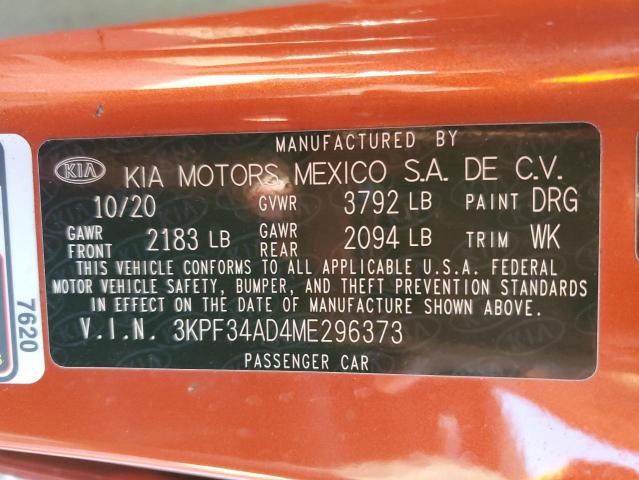 MANUFACTURED BY
KIA KIA MOTORS MEXICO S.A. DE C.V.
10/20 GVWR 3792 LB PAINT DRG
GAWR FRONT 2183 LB GAWR REAR 2094 LB TRIM WK
THIS VEHICLE CONFORMS TO ALL APPLICABLE U.S.A. FEDERAL
MOTOR VEHICLE SAFETY, BUMPER, AND THEFT PREVENTION STANDARDS
IN EFFECT ON THE DATE OF MANUFACTURE SHOWN ABOVE.
V.I.N. 3KPF34AD4ME296373
PASSENGER CAR
7620